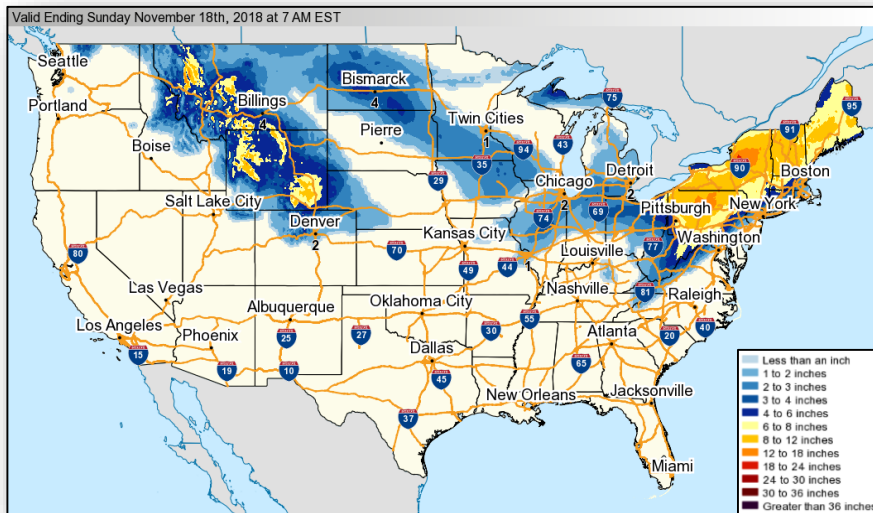 Valid Ending Sunday November 18th, 2018 at 7 AM EST
Seattle
Portland
Boise
Billings
4
Bismarck
4
Pierre
Twin Cities
1
75
95
91
90
Boston
94
43
35
29
Chicago
2
Detroit
2
Salt Lake City
Denver
2
80
70
74
69
Pittsburgh
New York
Washington
77
Kansas City
49
44
1
Louisville
81
Raleigh
Las Vegas
Los Angeles
15
Phoenix
19
Albuquerque
25
10
27
Oklahoma City
30
55
Nashville
Atlanta
20
40
Dallas
45
65
37
New Orleans
Jacksonville
Miami
Less than an inch
1 to 2 inches
2 to 3 inches
3 to 4 inches
4 to 6 inches
6 to 8 inches
8 to 12 inches
12 to 18 inches
18 to 24 inches
24 to 30 inches
30 to 36 inches
Greater than 36 inches